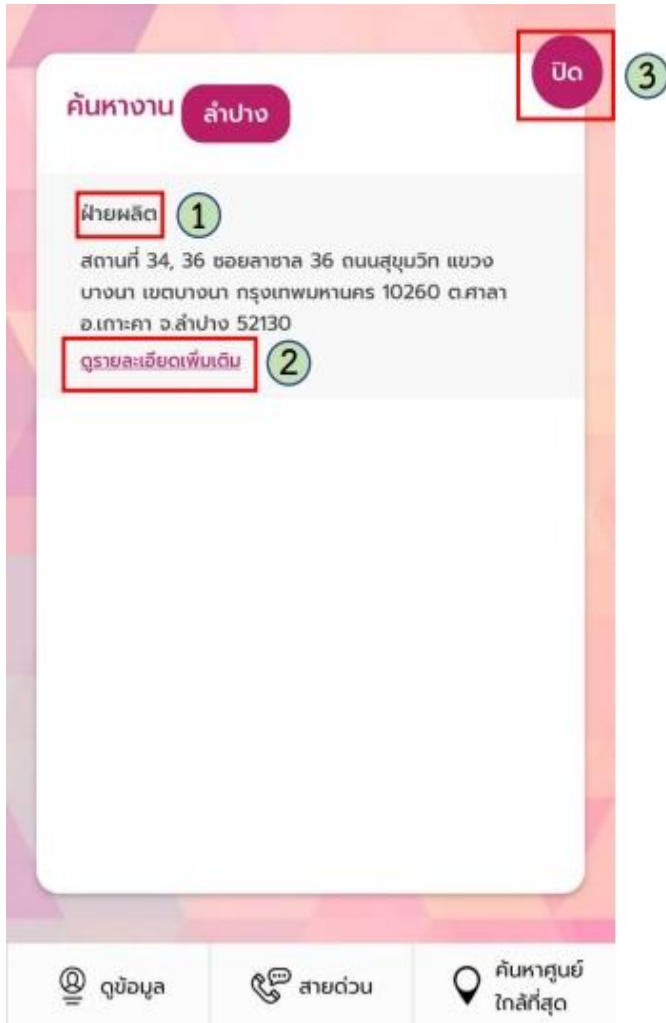 ปิด
3
ค้นหางาน ลำปาง
ฝ่ายผลิต 1
สถานที่ 34, 36 ซอยลาซาล 36 ถนนสุขุมวิท แขวง
บางนา เขตบางนา กรุงเทพมหานคร 10260 ต.ศาลา
อ.เกาะคา จ.ลำปาง 52130
ดูรายละเอียดเพิ่มเติม 2
ดูข้อมูล
สายด่วน
ค้นหาศูนย์
ใกล้ที่สุด